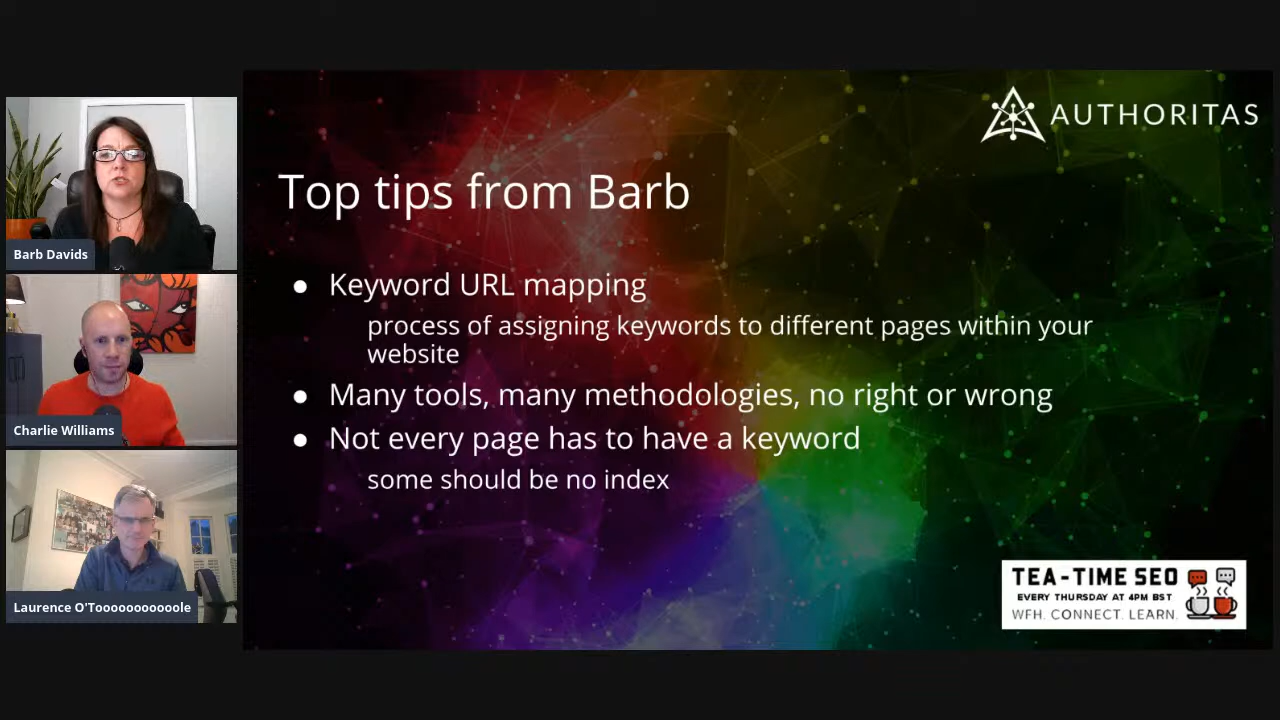 AUTHORITAS
Top tips from Barb
● Keyword URL mapping
process of assigning keywords to different pages within your
website
● Many tools, many methodologies, no right or wrong
● Not every page has to have a keyword
some should be no index
Barb Davids
Charlie Williams
Laurence O'Tooooooooooole
TEA-TIME SEO
EVERY THURSDAY AT 4PM BST
WFH. CONNECT. LEARN.